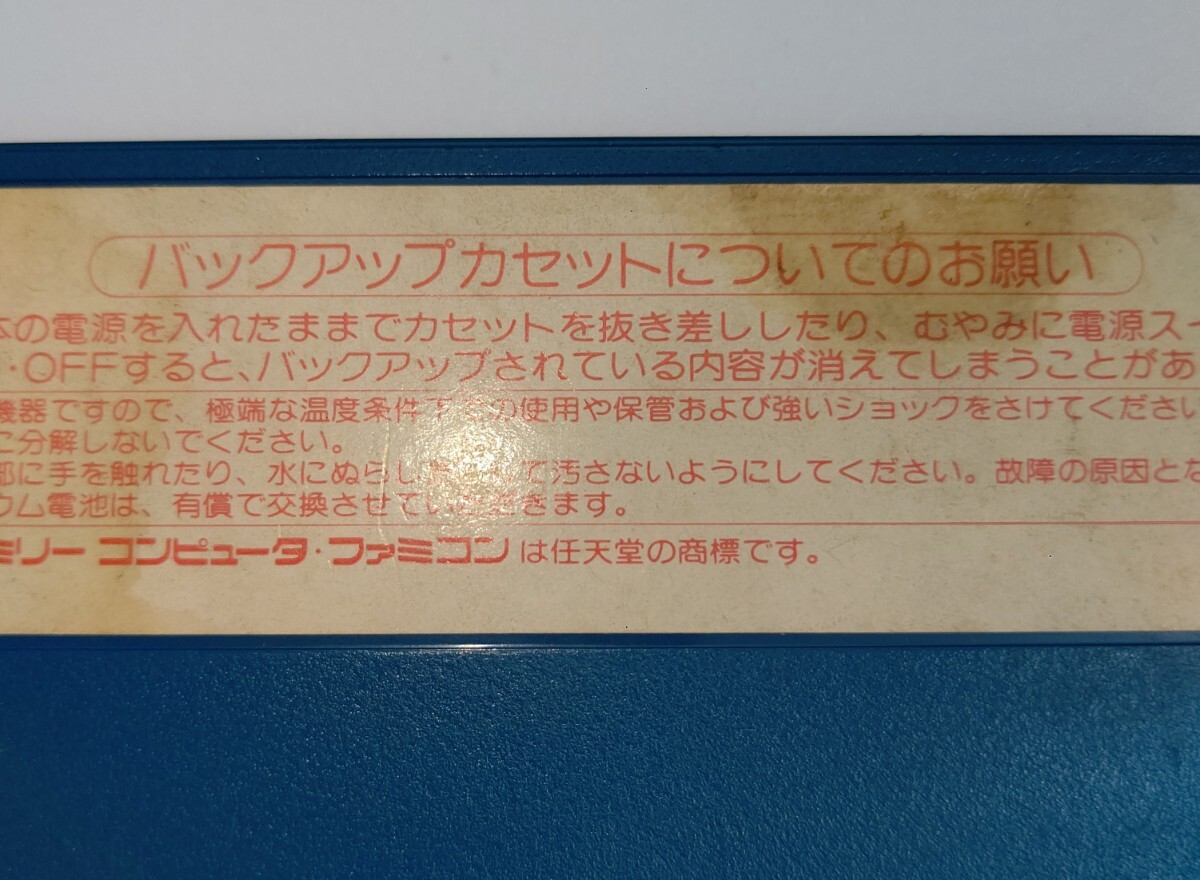 バックアップカセットについてのお願い
本の電源を入れたままでカセットを抜き差ししたり、むやみに電源スー
・OFFすると、バックアップされている内容が消えてしまうことがあ
機器ですので、極端な温度条件下での使用や保管および強いショックをさけてください
に分解しないでください。
部に手を触れたり、水にぬらし て汚さないようにしてください。故障の原因とな
ウム電池は、有償で交換させていただきます。
ミリー コンピュータ・ファミコン は任天堂の商標です。